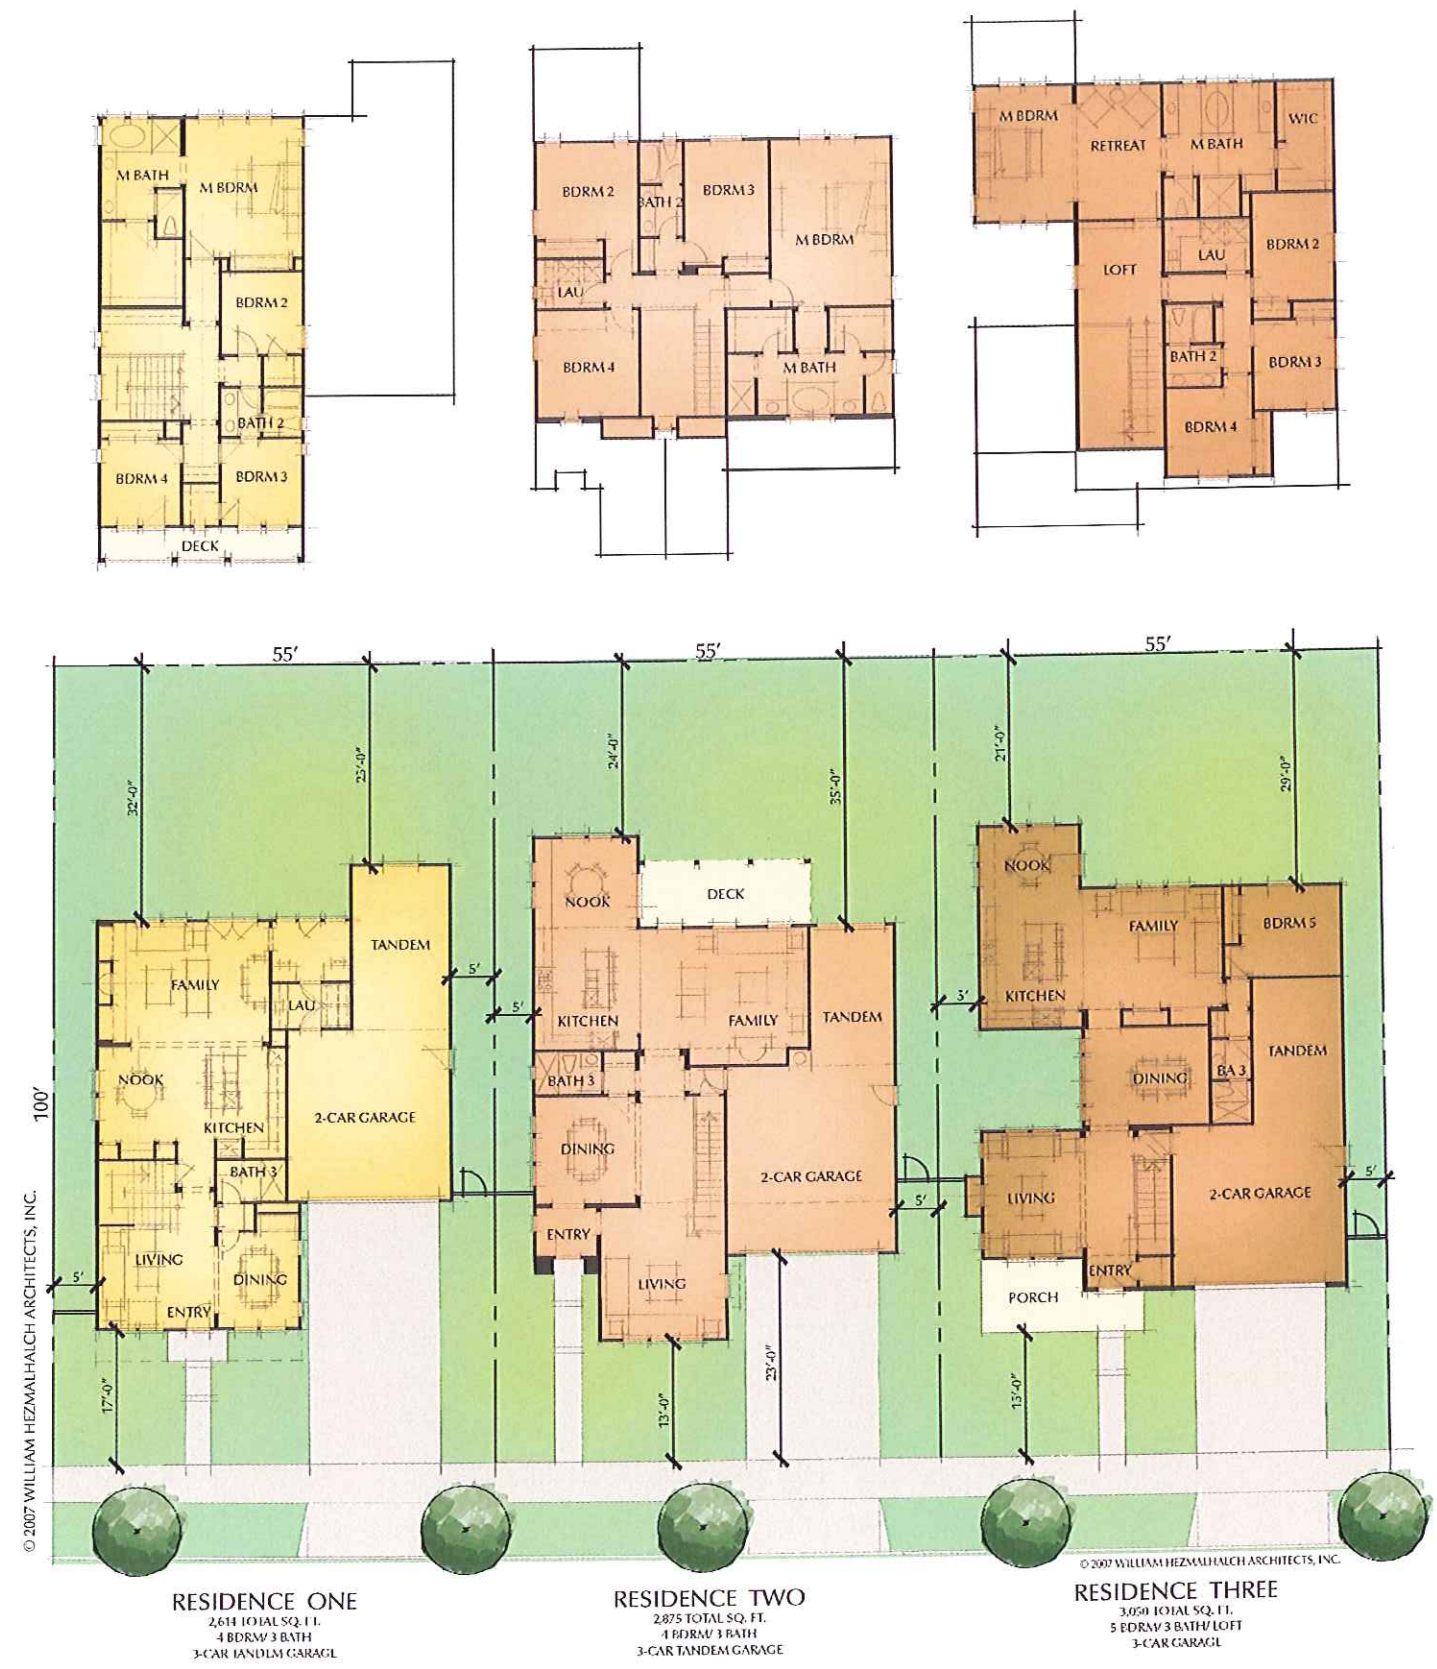 M BATH
M BDRM
BDRM 2
BATH 2
BDRM 4
BDRM 3
DECK
BDRM 2
BATH 2
BDRM 3
M BDRM
LAU
BDRM 4
M BATH
M BDRM
RETREAT
M BATH
WIC
LOFT
LAU
BDRM 2
BATH 2
BDRM 3
BDRM 4
55'
55'
55'
32'-0"
24'-0"
35'-0"
21'-0"
29'-0"
100'
TANDEM
FAMILY
LAU
NOOK
KITCHEN
2-CAR GARAGE
BATH 3
LIVING
DINING
ENTRY
5'
5'
17'-0"
NOOK
DECK
KITCHEN
FAMILY
TANDEM
BATH 3
DINING
2-CAR GARAGE
ENTRY
LIVING
5'
5'
13'-0"
23'-0"
NOOK
FAMILY
BDRM 5
KITCHEN
3'
DINING
BA 3
TANDEM
LIVING
2-CAR GARAGE
5'
ENTRY
PORCH
© 2007 WILLIAM HEZMALHALCH ARCHITECTS, INC.
© 2007 WILLIAM HEZMALHALCH ARCHITECTS, INC.
RESIDENCE ONE
2,614 TOTAL SQ. FT.
4 BDRM/ 3 BATH
3-CAR TANDEM GARAGE
RESIDENCE TWO
2,875 TOTAL SQ. FT.
4 BDRM/ 3 BATH
3-CAR TANDEM GARAGE
RESIDENCE THREE
3,050 TOTAL SQ. FT.
5 BDRM/ 3 BATH/ LOFT
3-CAR GARAGE